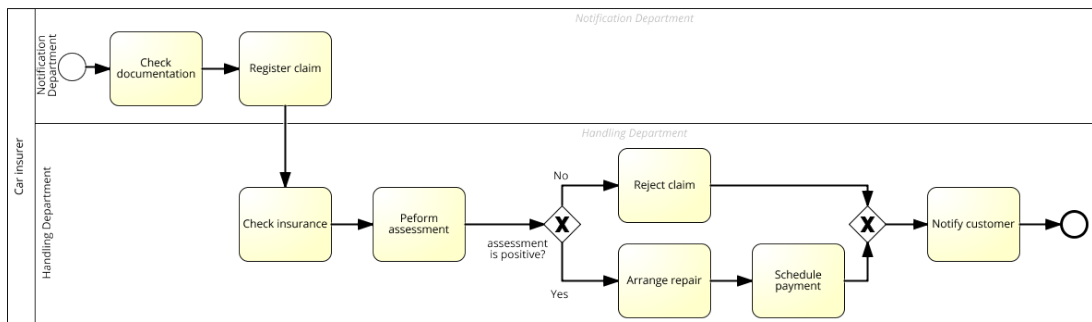 Notification Department
Car insurer
Notification
Department
Check
documentation
Register claim
Handling Department
Handling Department
Check insurance
Peform
assessment
assessment
is positive?
No
Reject claim
Yes
Arrange repair
Schedule
payment
Notify customer